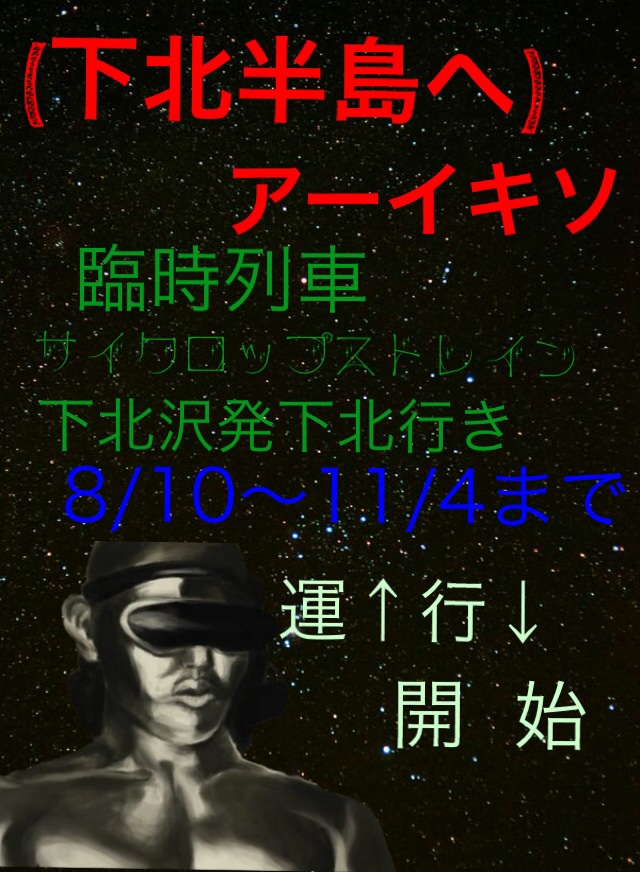 (下北半島へ)
アーイキソ
臨時列車
サイクロップストレイン
下北沢発下北行き
8/10〜11/4まで
運↑行↓
開 始